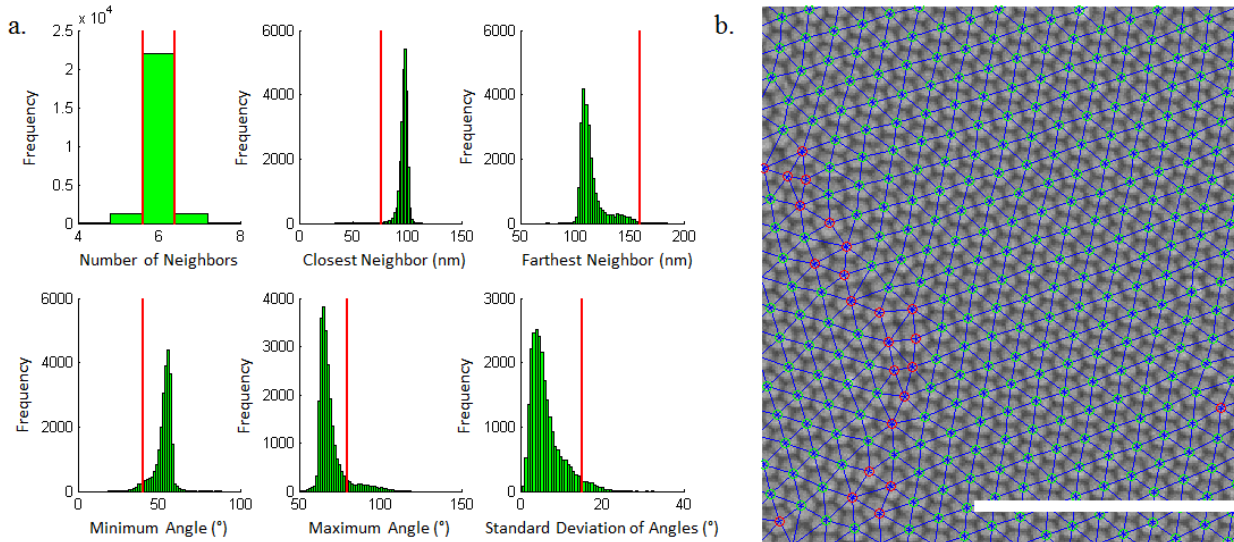 a.
b.
2.5 x 10⁴
2
1.5
1
0.5
0
4 6 8
Frequency
Number of Neighbors
6000
4000
2000
0
0 50 100 150
Frequency
Closest Neighbor (nm)
6000
4000
2000
0
50 100 150 200
Frequency
Farthest Neighbor (nm)
6000
4000
2000
0
0 50 100
Frequency
Minimum Angle (°)
4000
3000
2000
1000
0
50 100 150
Frequency
Maximum Angle (°)
3000
2000
1000
0
0 20 40
Frequency
Standard Deviation of Angles (°)